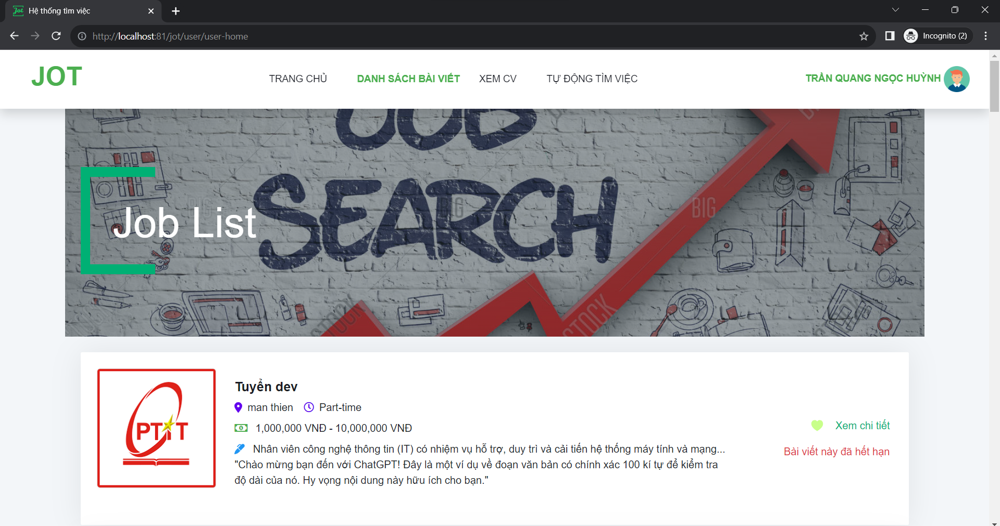 Jot Hệ thống tìm việc
http://localhost:81/jot/user/user-home
Incognito (2)
JOT
TRANG CHỦ
DANH SÁCH BÀI VIẾT
XEM CV
TỰ ĐỘNG TÌM VIỆC
TRẦN QUANG NGỌC HUỲNH
JOB
SEARCH
BIG
BIG
BIG
Job List
STOCK
STOCK
STOCK
PTIT
Tuyển dev
man thien Part-time
1,000,000 VNĐ - 10,000,000 VNĐ
Xem chi tiết
Nhân viên công nghệ thông tin (IT) có nhiệm vụ hỗ trợ, duy trì và cải tiến hệ thống máy tính và mạng...
Bài viết này đã hết hạn
"Chào mừng bạn đến với ChatGPT! Đây là một ví dụ về đoạn văn bản có chính xác 100 kí tự để kiểm tra
độ dài của nó. Hy vọng nội dung này hữu ích cho bạn."